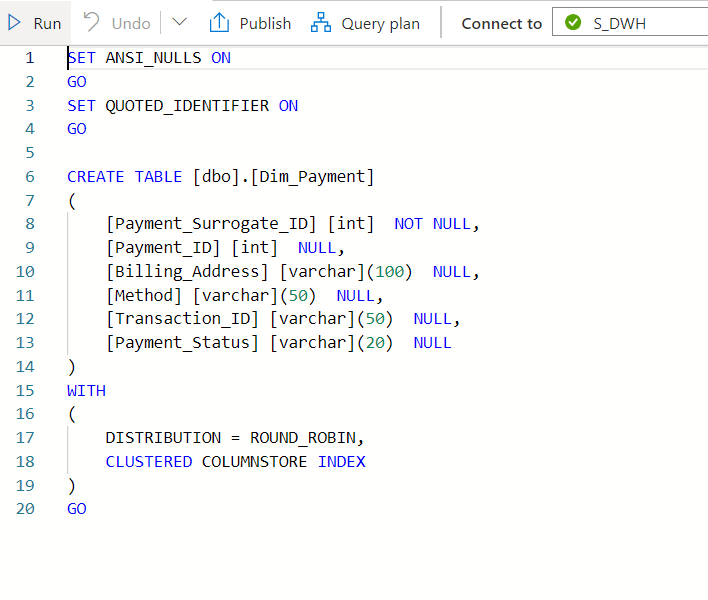 Run Undo Publish Query plan Connect to S_DWH
1 SET ANSI_NULLS ON
2 GO
3 SET QUOTED_IDENTIFIER ON
4 GO
5
6 CREATE TABLE [dbo].[Dim_Payment]
7 (
8 [Payment_Surrogate_ID] [int]  NOT NULL,
9 [Payment_ID] [int]  NULL,
10 [Billing_Address] [varchar](100)  NULL,
11 [Method] [varchar](50)  NULL,
12 [Transaction_ID] [varchar](50)  NULL,
13 [Payment_Status] [varchar](20)  NULL
14 )
15 WITH
16 (
17 DISTRIBUTION = ROUND_ROBIN,
18 CLUSTERED COLUMNSTORE INDEX
19 )
20 GO